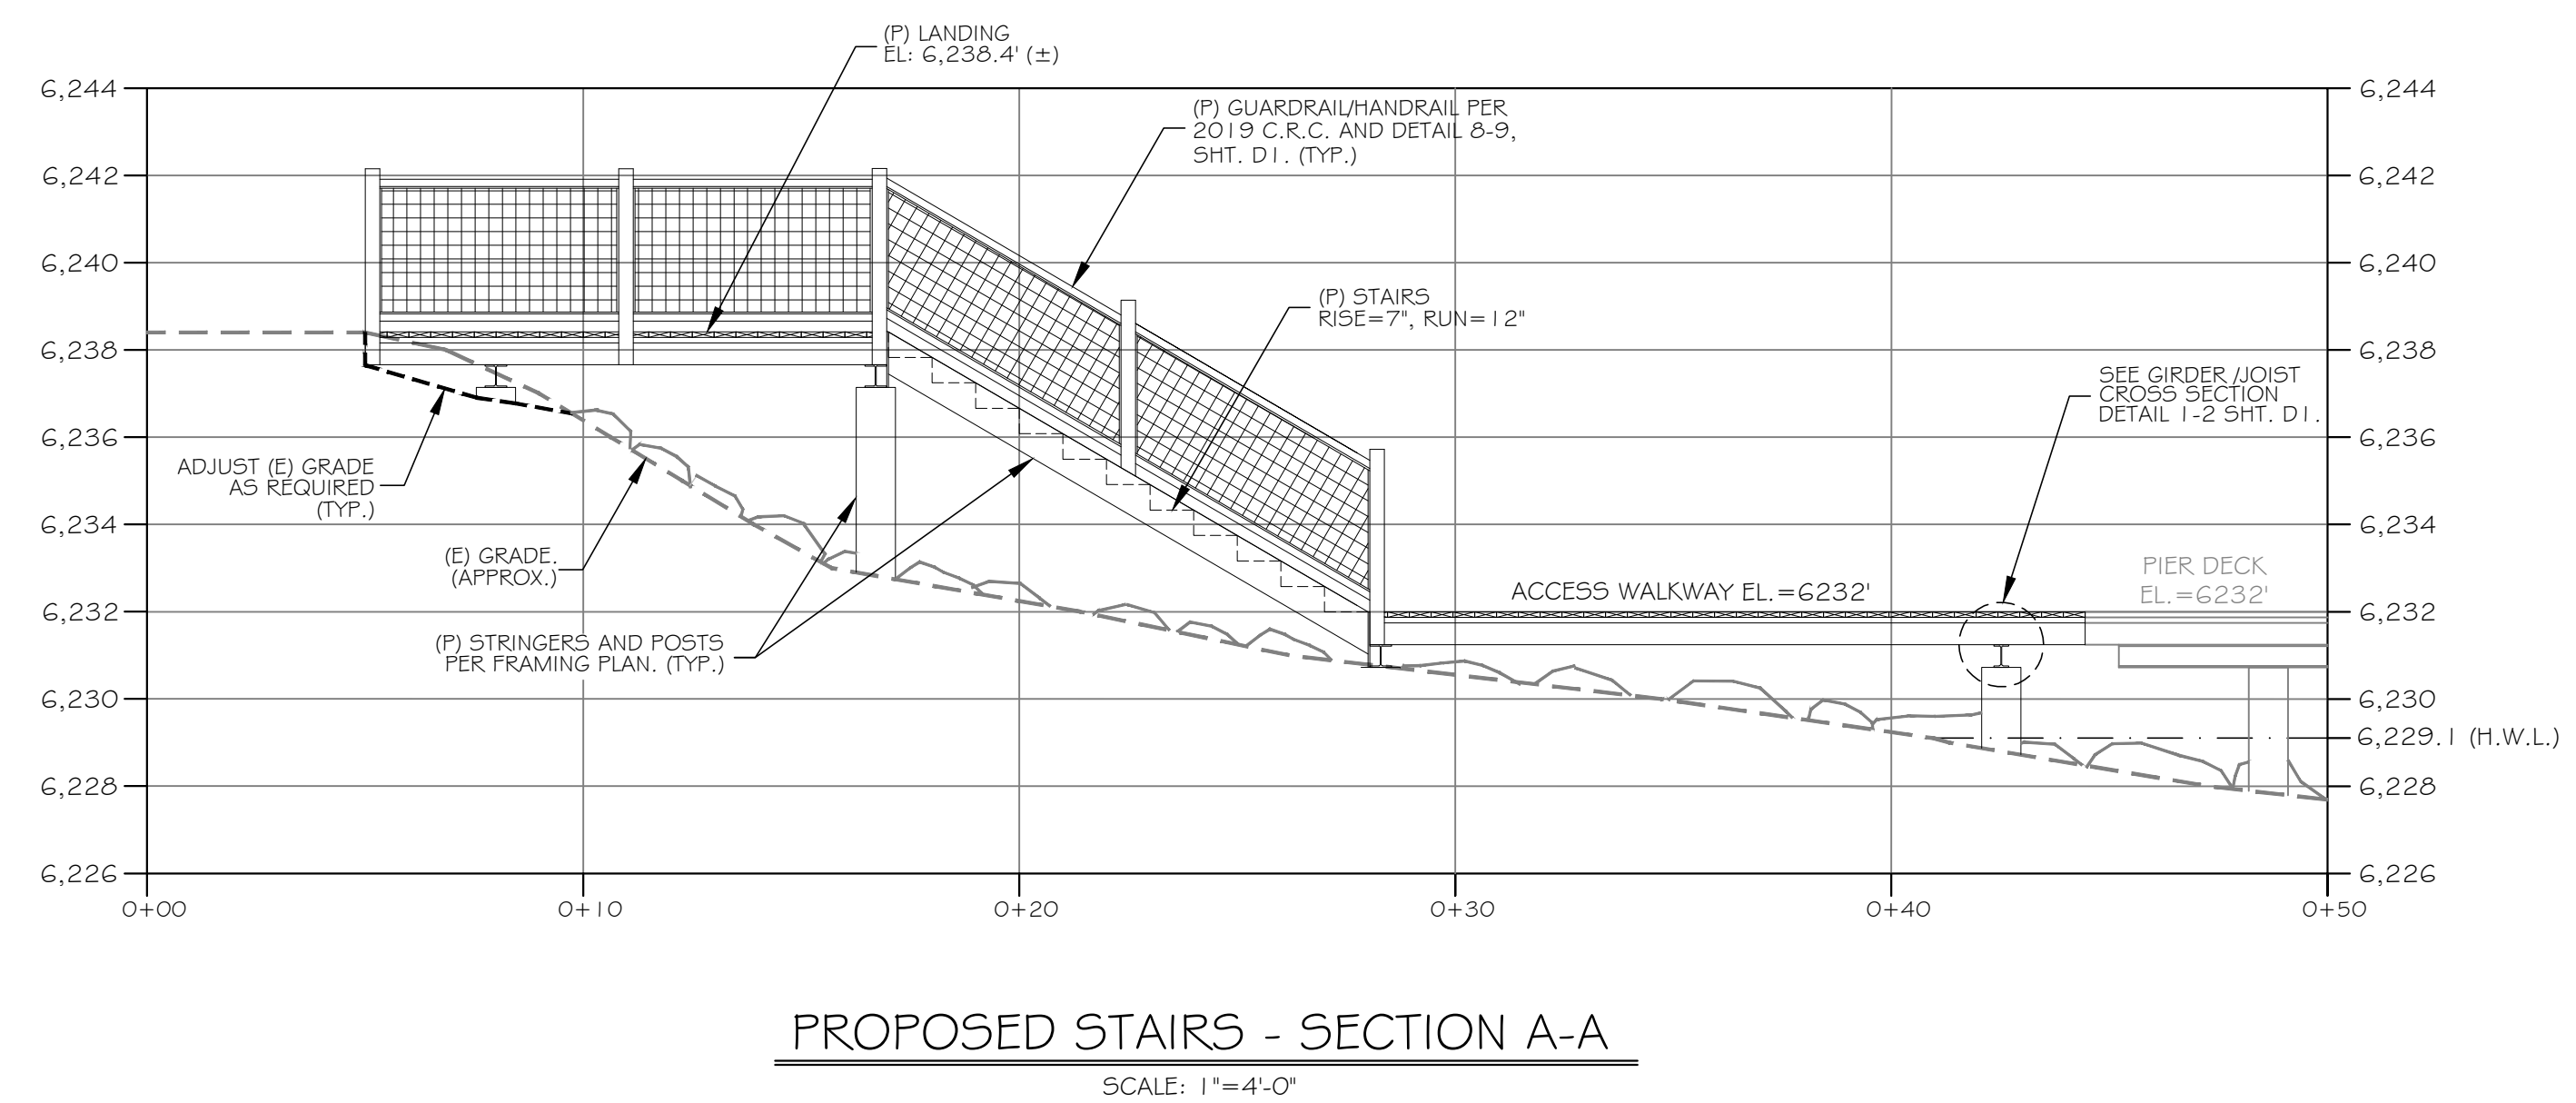 (P) LANDING
EL: 6,238.4' (±)
6,244
6,244
(P) GUARDRAIL/HANDRAIL PER
2019 C.R.C. AND DETAIL 8-9,
SHT. D1. (TYP.)
6,242
6,242
6,240
6,240
(P) STAIRS
RISE=7", RUN=12"
6,238
6,238
SEE GIRDER /JOIST
CROSS SECTION
DETAIL 1-2 SHT. D1.
6,236
6,236
ADJUST (E) GRADE
AS REQUIRED
(TYP.)
6,234
6,234
(E) GRADE.
(APPROX.)
PIER DECK
EL.=6232'
ACCESS WALKWAY EL.=6232'
6,232
6,232
(P) STRINGERS AND POSTS
PER FRAMING PLAN. (TYP.)
6,230
6,230
6,229.1 (H.W.L.)
6,228
6,228
6,226
6,226
0+00
0+10
0+20
0+30
0+40
0+50
PROPOSED STAIRS - SECTION A-A
SCALE: 1"=4'-0"